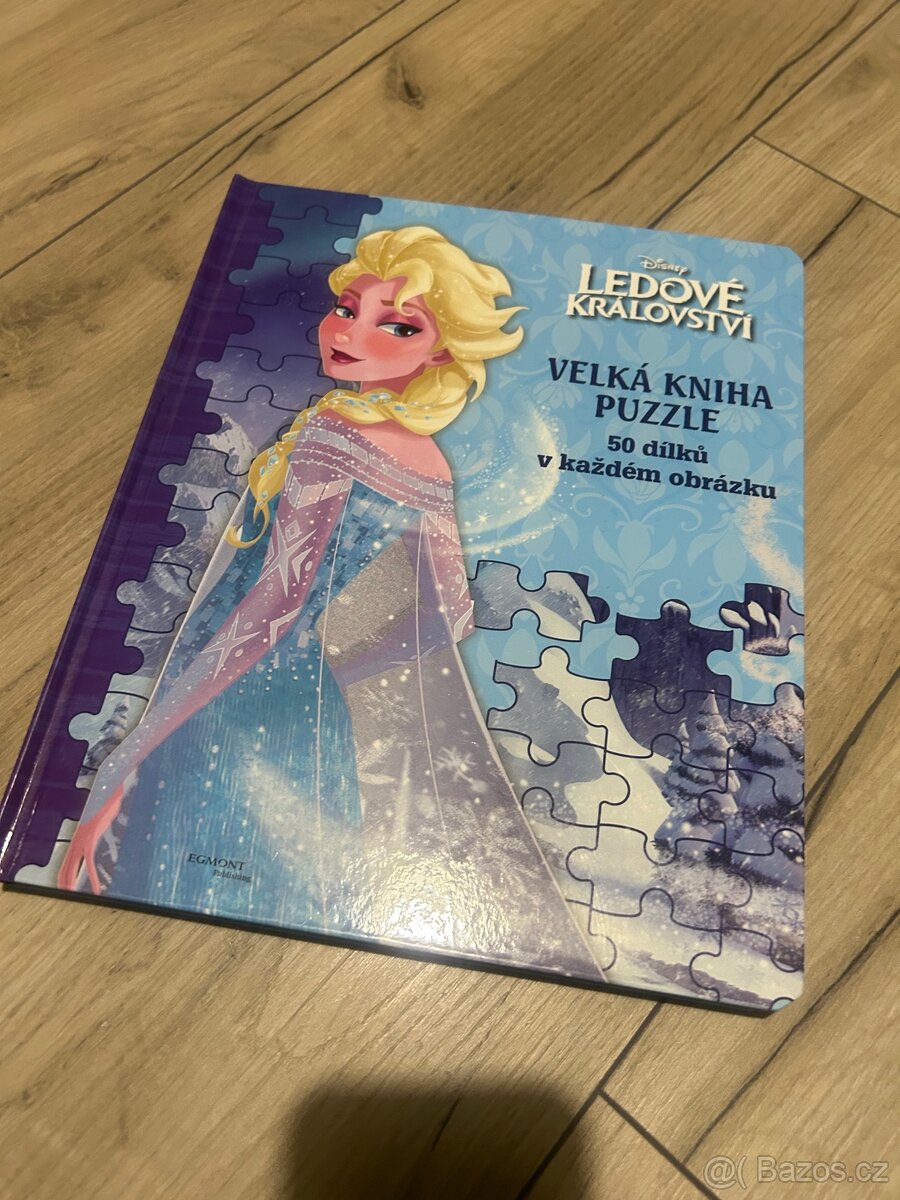 Disney
LEDOVÉ
KRÁLOVSTVÍ
VELKÁ KNIHA
PUZZLE
50 dílků
v každém obrázku
EGMONT
Publishing
@( Bazos.cz